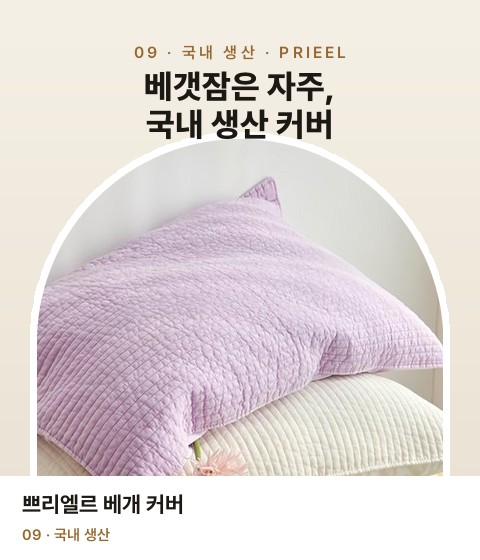 09 · 국내 생산 · PRIEEL
베갯잠은 자주,
국내 생산 커버
쁘리엘르 베개 커버
09 · 국내 생산